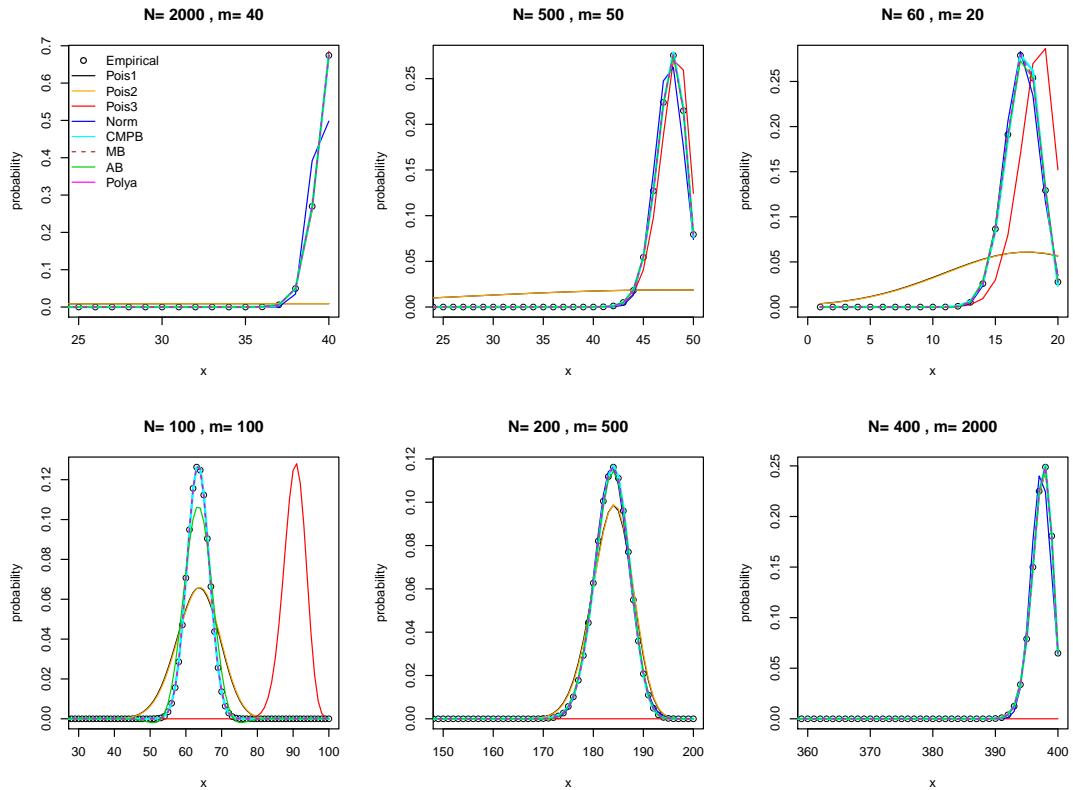 N= 2000 , m= 40
probability
0.0 0.1 0.2 0.3 0.4 0.5 0.6 0.7
Empirical
Pois1
Pois2
Pois3
Norm
CMPB
MB
AB
Polya
25 30 35 40
x
N= 500 , m= 50
probability
0.00 0.05 0.10 0.15 0.20 0.25
25 30 35 40 45 50
x
N= 60 , m= 20
probability
0.00 0.05 0.10 0.15 0.20 0.25
0 5 10 15 20
x
N= 100 , m= 100
probability
0.00 0.02 0.04 0.06 0.08 0.10 0.12
30 40 50 60 70 80 90 100
x
N= 200 , m= 500
probability
0.00 0.02 0.04 0.06 0.08 0.10 0.12
150 160 170 180 190 200
x
N= 400 , m= 2000
probability
0.00 0.05 0.10 0.15 0.20 0.25
360 370 380 390 400
x